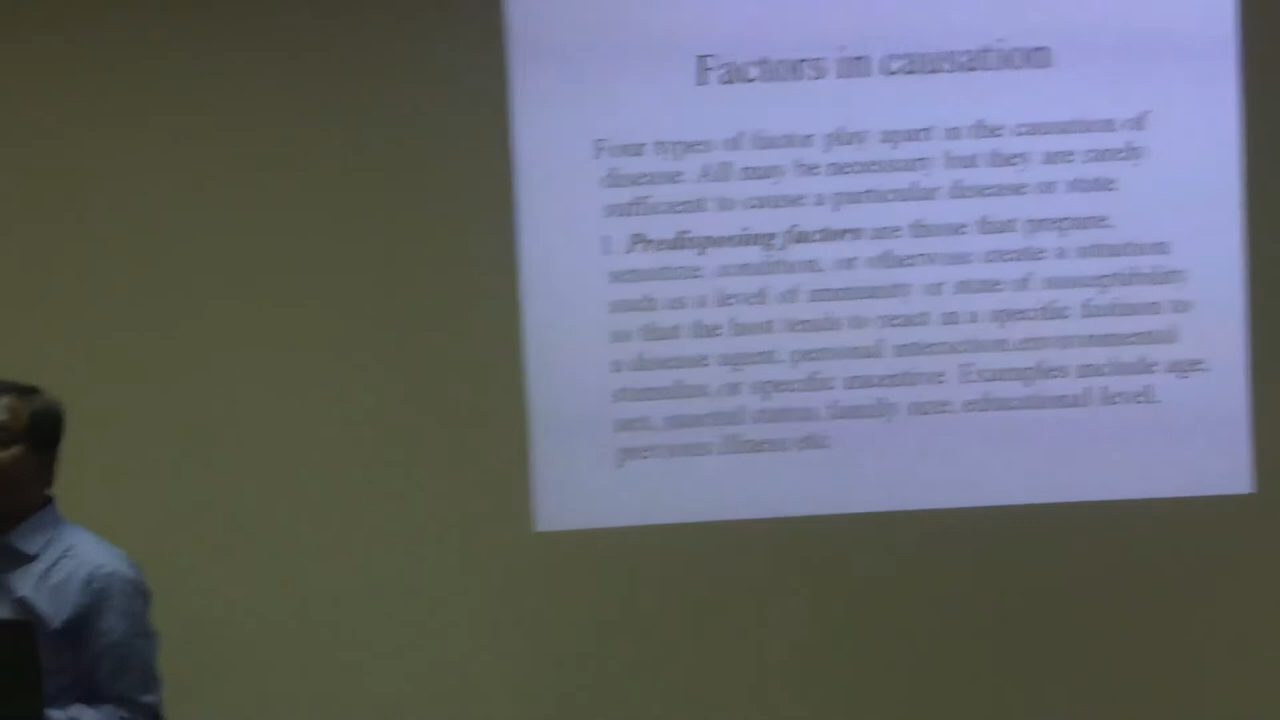 Factors in causation
Four types of factor play apart in the causation of
disease. All may be necessary but they are rarely
sufficient to cause a particular disease or state
1. Predisposing factors are those that prepare,
sensitize, condition, or otherwise create a situation
such as a level of immunity or state of susceptibility
so that the host tends to react in a specific fashion to
a disease agent, personal interaction,environmental
stimulus, or specific incentive. Examples include age,
sex, marital status, family size, educational level,
previous illness etc